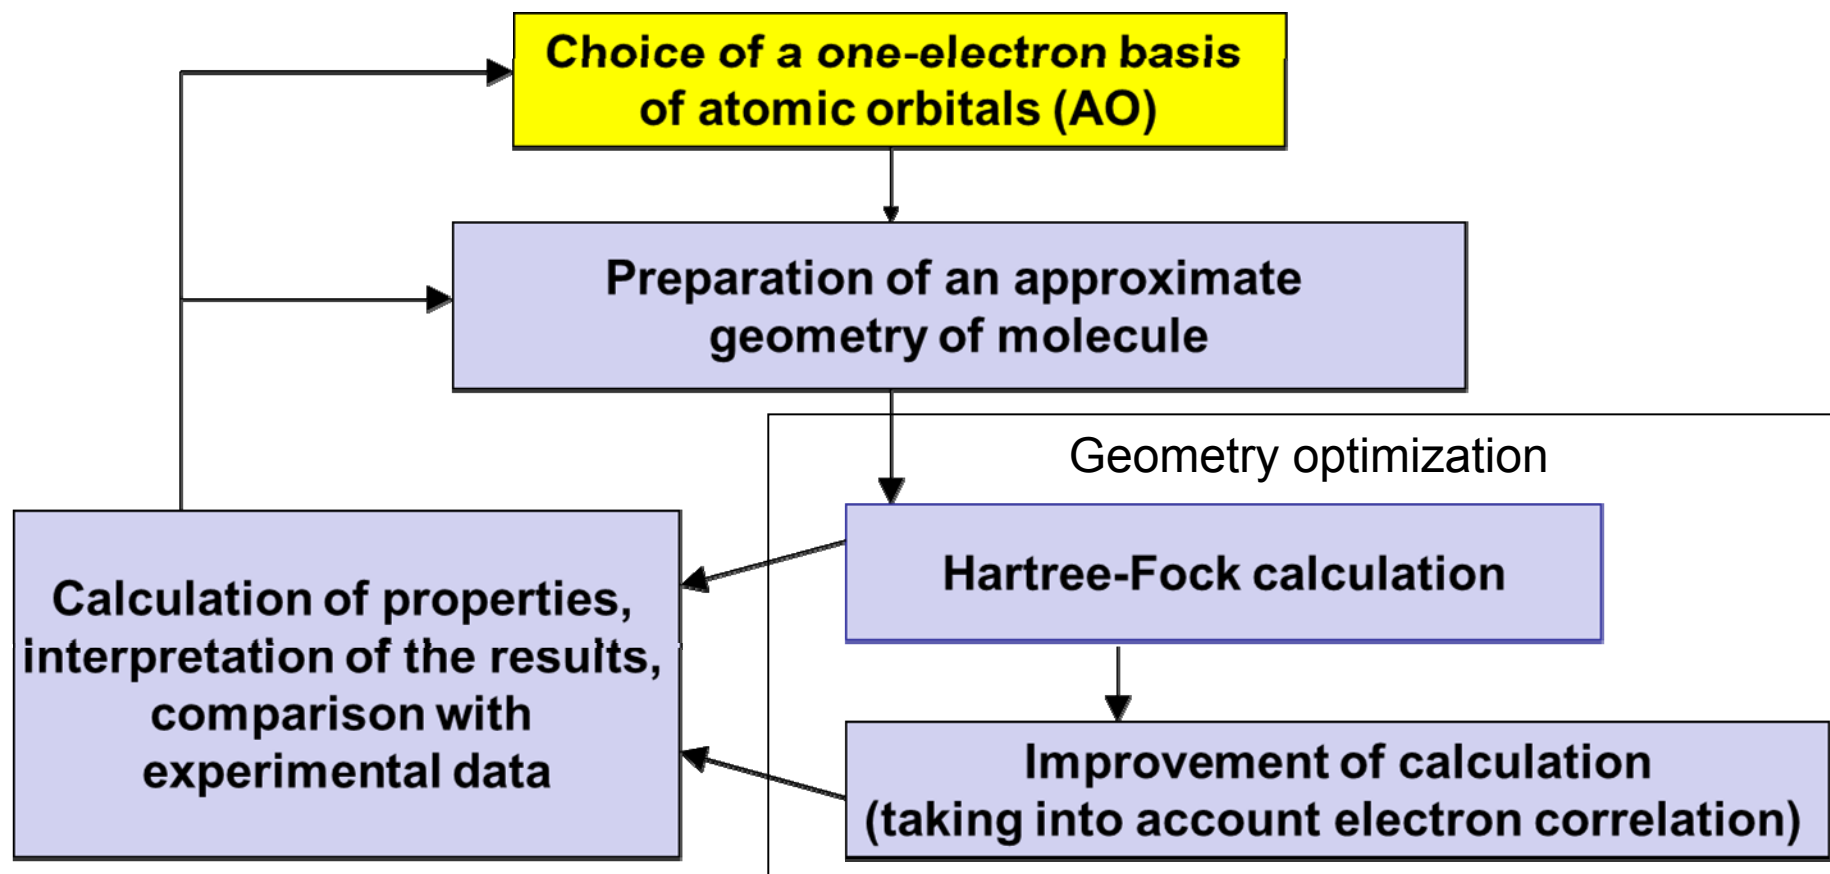 Choice of a one-electron basis
of atomic orbitals (AO)
Preparation of an approximate
geometry of molecule
Geometry optimization
Hartree-Fock calculation
Calculation of properties,
interpretation of the results,
comparison with
experimental data
Improvement of calculation
(taking into account electron correlation)